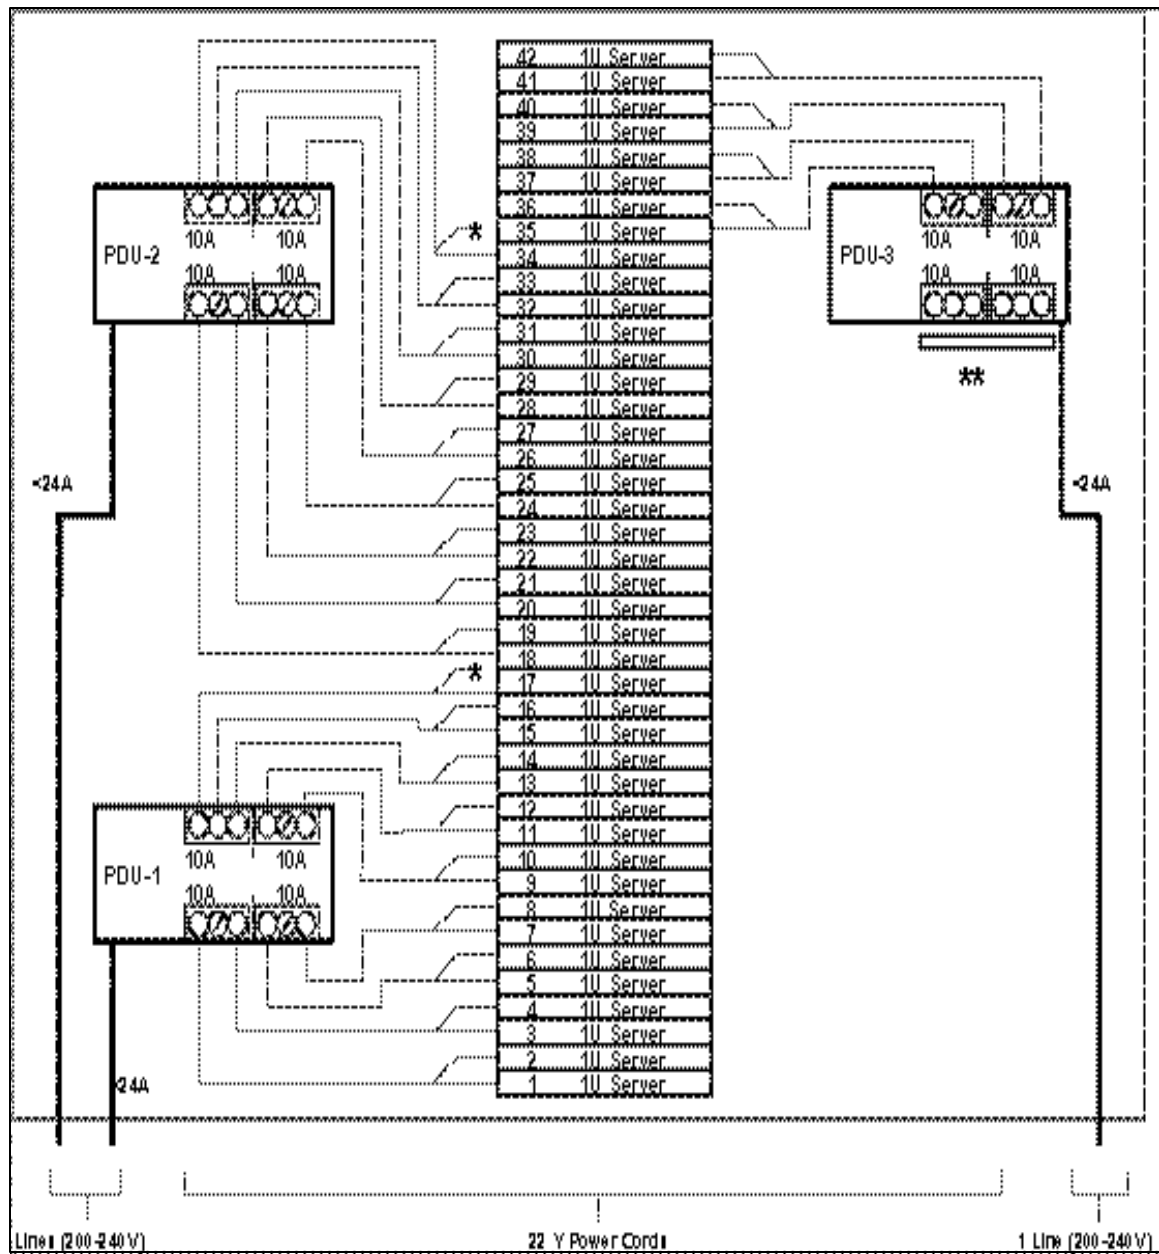 42 1U Server
41 1U Server
40 1U Server
39 1U Server
38 1U Server
37 1U Server
36 1U Server
* 35 1U Server
34 1U Server
33 1U Server
32 1U Server
31 1U Server
30 1U Server
29 1U Server
28 1U Server
27 1U Server
26 1U Server
25 1U Server
24 1U Server
23 1U Server
22 1U Server
21 1U Server
20 1U Server
19 1U Server
18 1U Server
* 17 1U Server
16 1U Server
15 1U Server
14 1U Server
13 1U Server
12 1U Server
11 1U Server
10 1U Server
9 1U Server
8 1U Server
7 1U Server
6 1U Server
5 1U Server
4 1U Server
3 1U Server
2 1U Server
1 1U Server
PDU-2
10A 10A
10A 10A
<24A
PDU-1
10A 10A
10A 10A
<24A
PDU-3
10A 10A
10A 10A
**
<24A
Lines (200-240V)
22 Y Power Cords
1 Line (200-240V)